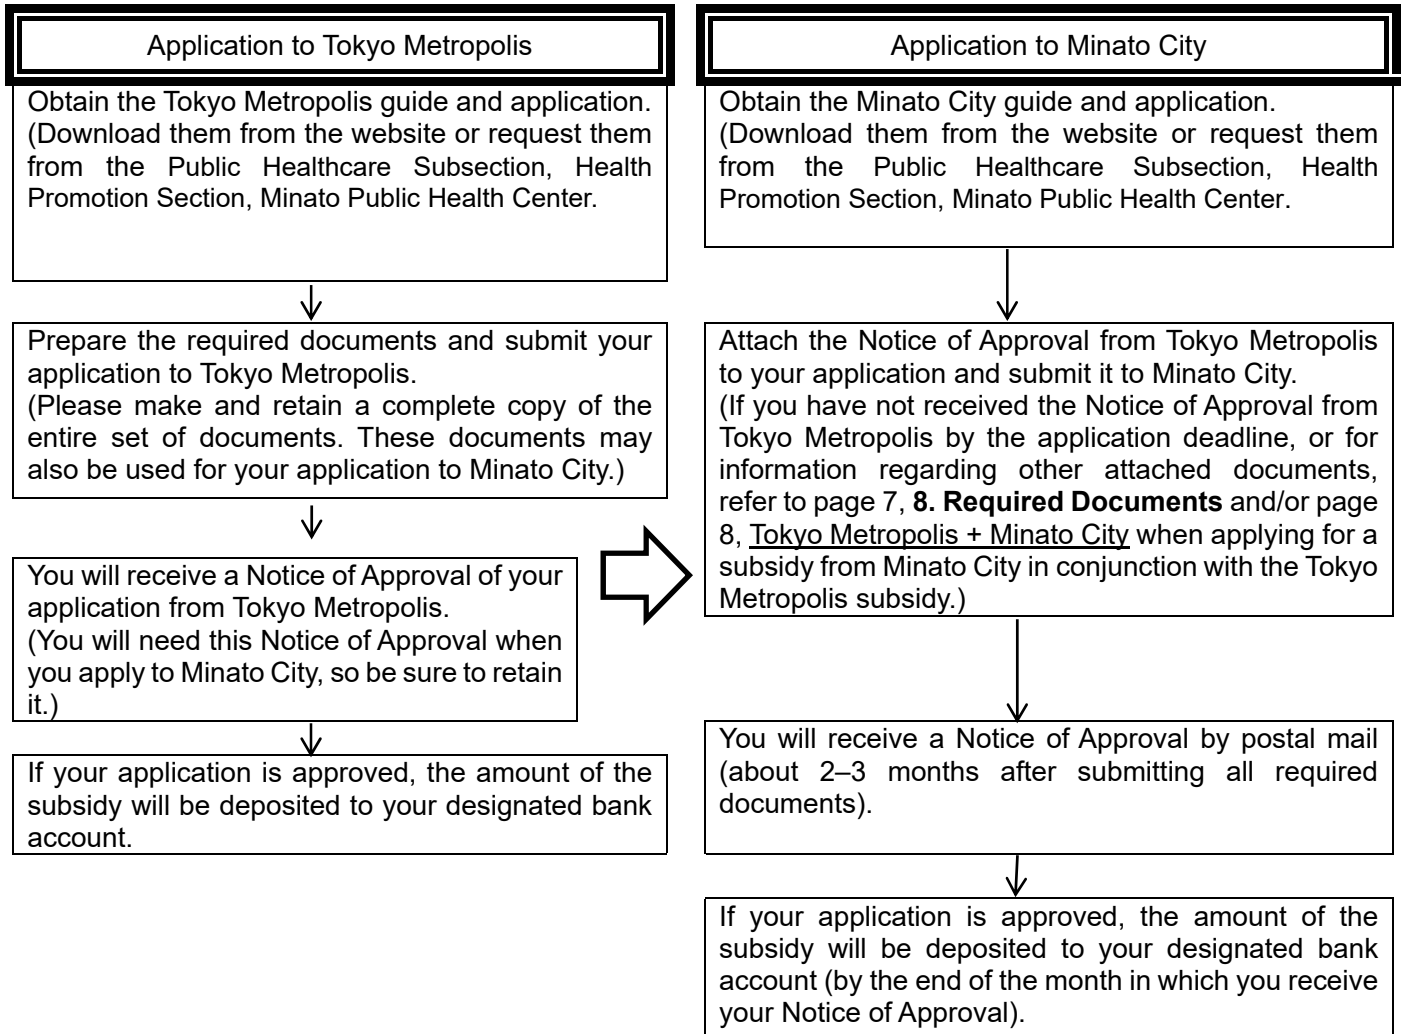 Application to Tokyo Metropolis
Obtain the Tokyo Metropolis guide and application.
(Download them from the website or request them
from the Public Healthcare Subsection, Health
Promotion Section, Minato Public Health Center.
Prepare the required documents and submit your
application to Tokyo Metropolis.
(Please make and retain a complete copy of the
entire set of documents. These documents may
also be used for your application to Minato City.)
You will receive a Notice of Approval of your
application from Tokyo Metropolis.
(You will need this Notice of Approval when
you apply to Minato City, so be sure to retain
it.)
If your application is approved, the amount of the
subsidy will be deposited to your designated bank
account.
Application to Minato City
Obtain the Minato City guide and application.
(Download them from the website or request them
from the Public Healthcare Subsection, Health
Promotion Section, Minato Public Health Center.
Attach the Notice of Approval from Tokyo Metropolis
to your application and submit it to Minato City.
(If you have not received the Notice of Approval from
Tokyo Metropolis by the application deadline, or for
information regarding other attached documents,
refer to page 7, 8. Required Documents and/or page
8, Tokyo Metropolis + Minato City when applying for a
subsidy from Minato City in conjunction with the Tokyo
Metropolis subsidy.)
You will receive a Notice of Approval by postal mail
(about 2–3 months after submitting all required
documents).
If your application is approved, the amount of the
subsidy will be deposited to your designated bank
account (by the end of the month in which you receive
your Notice of Approval).